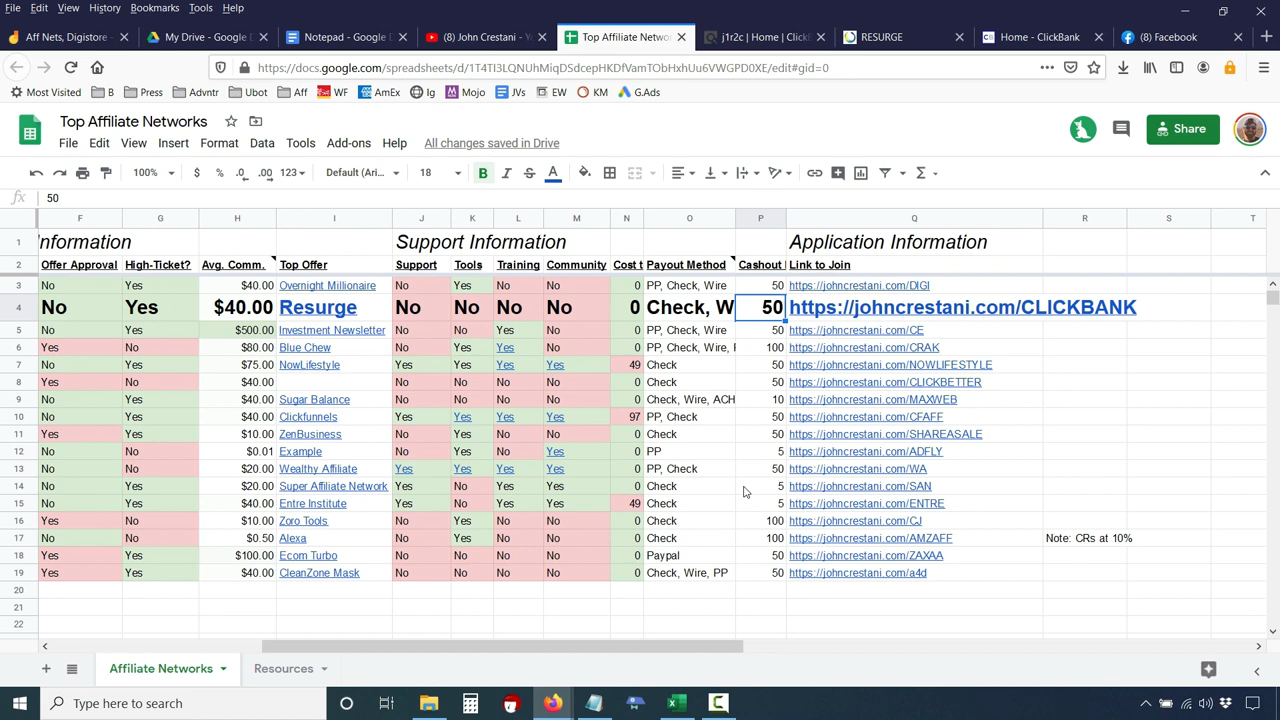 File Edit View History Bookmarks Tools Help
Aff Nets, Digistore My Drive - Google D Notepad - Google D (8) John Crestani - Y Top Affiliate Netwo j1r2c | Home | ClickB RESURGE Home - ClickBank (8) Facebook
https://docs.google.com/spreadsheets/d/1T4TI3LQNUhMiqDSdcepHKDfVamTObHxhUu6VWGPD0XE/edit#gid=0
Most Visited B Press Advntr Ubot Aff WF AmEx Ig Mojo JVs EW KM G.Ads
Top Affiliate Networks
File Edit View Insert Format Data Tools Add-ons Help All changes saved in Drive
Share
100% $ % .0 .00 123 Default (Ari... 18 B I S A
fx 50
F G H I J K L M N O P Q R S T
1 Information Support Information Application Information
2 Offer Approval High-Ticket? Avg. Comm. Top Offer Support Tools Training Community Cost t Payout Method Cashout Link to Join
3 No Yes $40.00 Overnight Millionaire No Yes No No 0 PP, Check, Wire 50 https://johncrestani.com/DIGI
4 No Yes $40.00 Resurge No No No No 0 Check, W 50 https://johncrestani.com/CLICKBANK
5 No Yes $500.00 Investment Newsletter No No Yes No 0 PP, Check, Wire 50 https://johncrestani.com/CE
6 Yes No $80.00 Blue Chew No Yes Yes No 0 PP, Check, Wire, 100 https://johncrestani.com/CRAK
7 No Yes $75.00 NowLifestyle Yes Yes Yes Yes 49 Check 50 https://johncrestani.com/NOWLIFESTYLE
8 Yes No $40.00 No No No No 0 Check 50 https://johncrestani.com/CLICKBETTER
9 No No $40.00 Sugar Balance No No No No 0 Check, Wire, ACH 10 https://johncrestani.com/MAXWEB
10 No Yes $40.00 Clickfunnels Yes Yes Yes Yes 97 PP, Check 50 https://johncrestani.com/CFAFF
11 Yes No $10.00 ZenBusiness No Yes No No 0 Check 50 https://johncrestani.com/SHAREASALE
12 No No $0.01 Example No No No Yes 0 PP 5 https://johncrestani.com/ADFLY
13 No Yes $20.00 Wealthy Affiliate Yes Yes Yes Yes 0 PP, Check 50 https://johncrestani.com/WA
14 No Yes $40.00 Super Affiliate Network Yes No Yes Yes 0 Check 5 https://johncrestani.com/SAN
15 No Yes $40.00 Entre Institute Yes No Yes Yes 49 Check 5 https://johncrestani.com/ENTRE
16 Yes No $10.00 Zoro Tools No Yes No No 0 Check 100 https://johncrestani.com/CJ
17 No No $0.50 Alexa No Yes No No 0 Check 100 https://johncrestani.com/AMZAFF Note: CRs at 10%
18 Yes Yes $100.00 Ecom Turbo No No No No 0 Paypal 50 https://johncrestani.com/ZAXAA
19 Yes Yes $40.00 CleanZone Mask No No No No 0 Check, Wire, PP 50 https://johncrestani.com/a4d
20
21
22
Affiliate Networks Resources
Type here to search